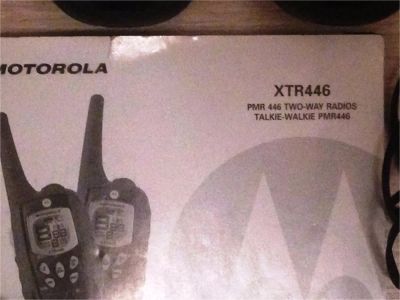 MOTOROLA
XTR446
PMR 446 TWO-WAY RADIOS
TALKIE-WALKIE PMR446